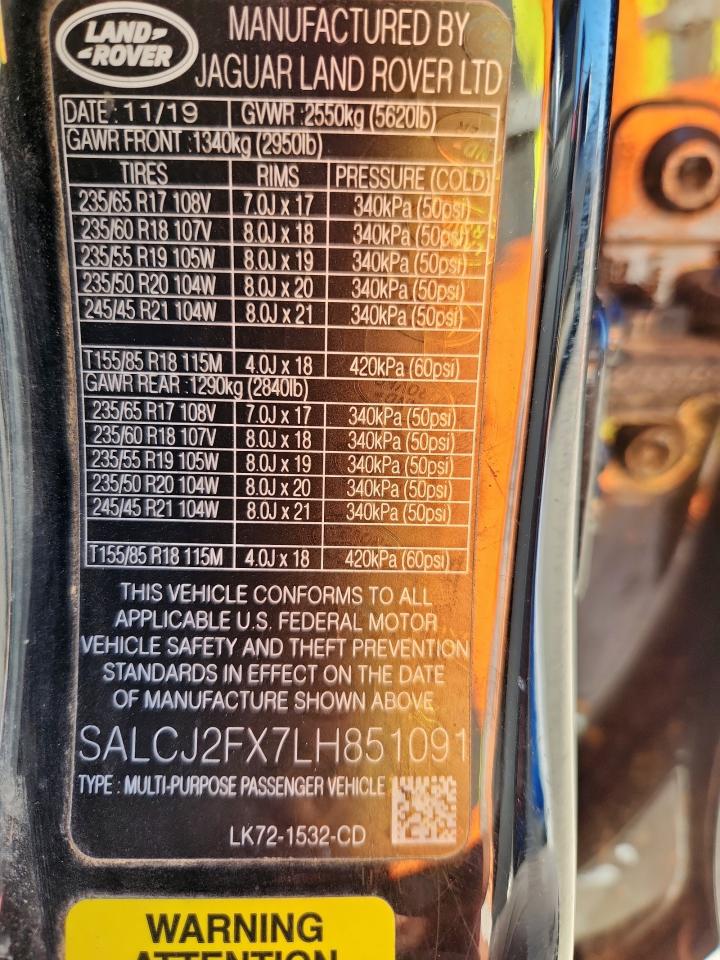 LAND-
-ROVER
MANUFACTURED BY
JAGUAR LAND ROVER LTD
DATE : 11/19 GVWR :2550kg (5620lb)
GAWR FRONT :1340kg (2950lb)
TIRES RIMS PRESSURE (COLD)
235/65 R17 108V 7.0J x 17 340kPa (50psi)
235/60 R18 107V 8.0J x 18 340kPa (50psi)
235/55 R19 105W 8.0J x 19 340kPa (50psi)
235/50 R20 104W 8.0J x 20 340kPa (50psi)
245/45 R21 104W 8.0J x 21 340kPa (50psi)
T155/85 R18 115M 4.0J x 18 420kPa (60psi)
GAWR REAR :1290kg (2840lb)
235/65 R17 108V 7.0J x 17 340kPa (50psi)
235/60 R18 107V 8.0J x 18 340kPa (50psi)
235/55 R19 105W 8.0J x 19 340kPa (50psi)
235/50 R20 104W 8.0J x 20 340kPa (50psi)
245/45 R21 104W 8.0J x 21 340kPa (50psi)
T155/85 R18 115M 4.0J x 18 420kPa (60psi)
THIS VEHICLE CONFORMS TO ALL
APPLICABLE U.S. FEDERAL MOTOR
VEHICLE SAFETY AND THEFT PREVENTION
STANDARDS IN EFFECT ON THE DATE
OF MANUFACTURE SHOWN ABOVE
SALCJ2FX7LH851091
TYPE : MULTI-PURPOSE PASSENGER VEHICLE
LK72-1532-CD
WARNING
ATTENTION